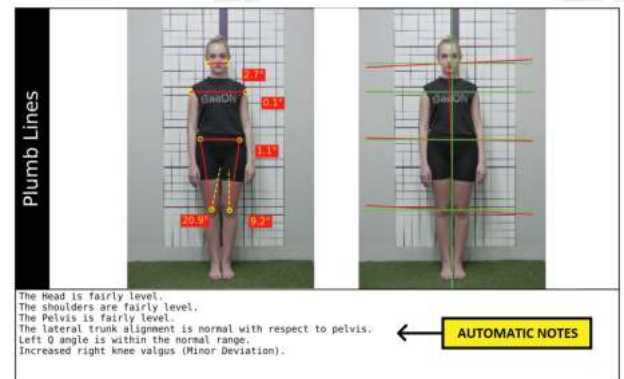 Plumb Lines
2.7°
GaitON
0.1°
1.1°
20.9°
9.2°
GaitON
The Head is fairly level.
The shoulders are fairly level.
The Pelvis is fairly level.
The lateral trunk alignment is normal with respect to pelvis.
Left Q angle is within the normal range.
Increased right knee valgus (Minor Deviation).
AUTOMATIC NOTES